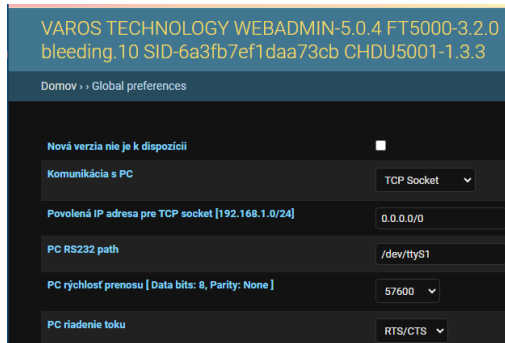 VAROS TECHNOLOGY WEBADMIN-5.0.4 FT5000-3.2.0
bleeding.10 SID-6a3fb7ef1daa73cb CHDU5001-1.3.3
Domov › › Global preferences
Nová verzia nie je k dispozícii
Komunikácia s PC TCP Socket
Povolená IP adresa pre TCP socket [192.168.1.0/24] 0.0.0.0/0
PC RS232 path /dev/ttyS1
PC rýchlosť prenosu [ Data bits: 8, Parity: None ] 57600
PC riadenie toku RTS/CTS